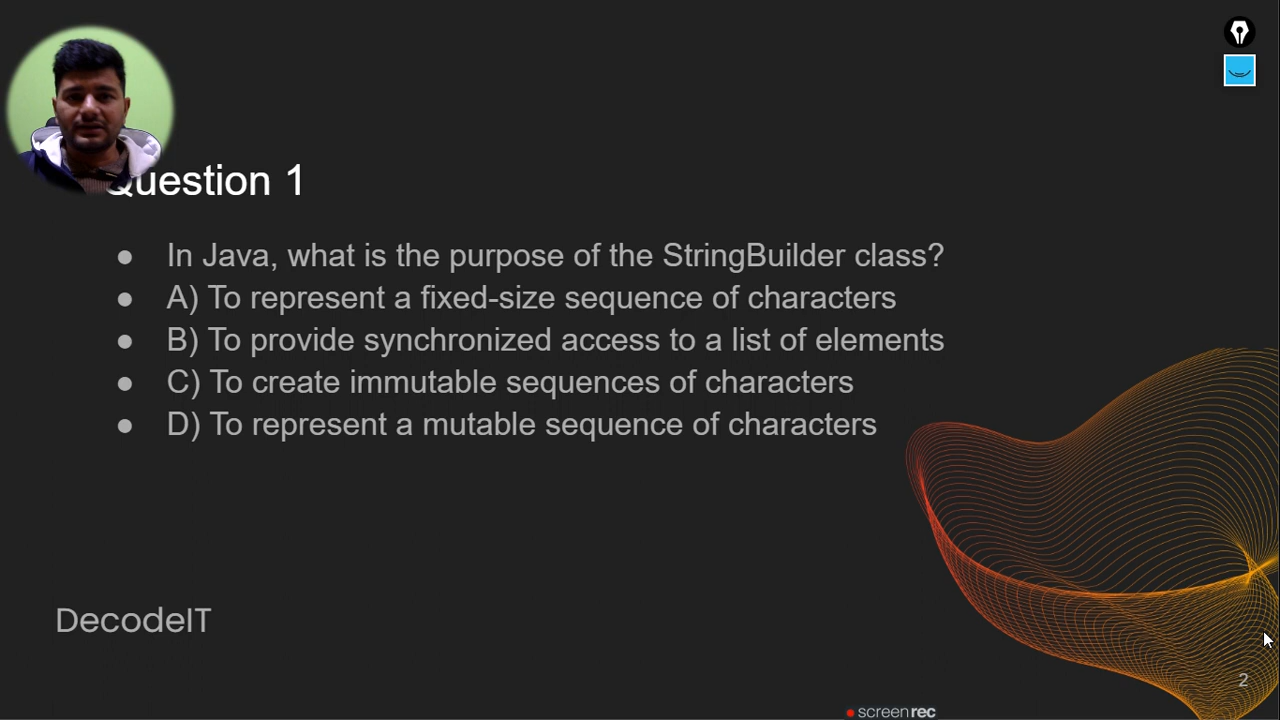 Question 1
● In Java, what is the purpose of the StringBuilder class?
● A) To represent a fixed-size sequence of characters
● B) To provide synchronized access to a list of elements
● C) To create immutable sequences of characters
● D) To represent a mutable sequence of characters
DecodeIT
2
screenrec